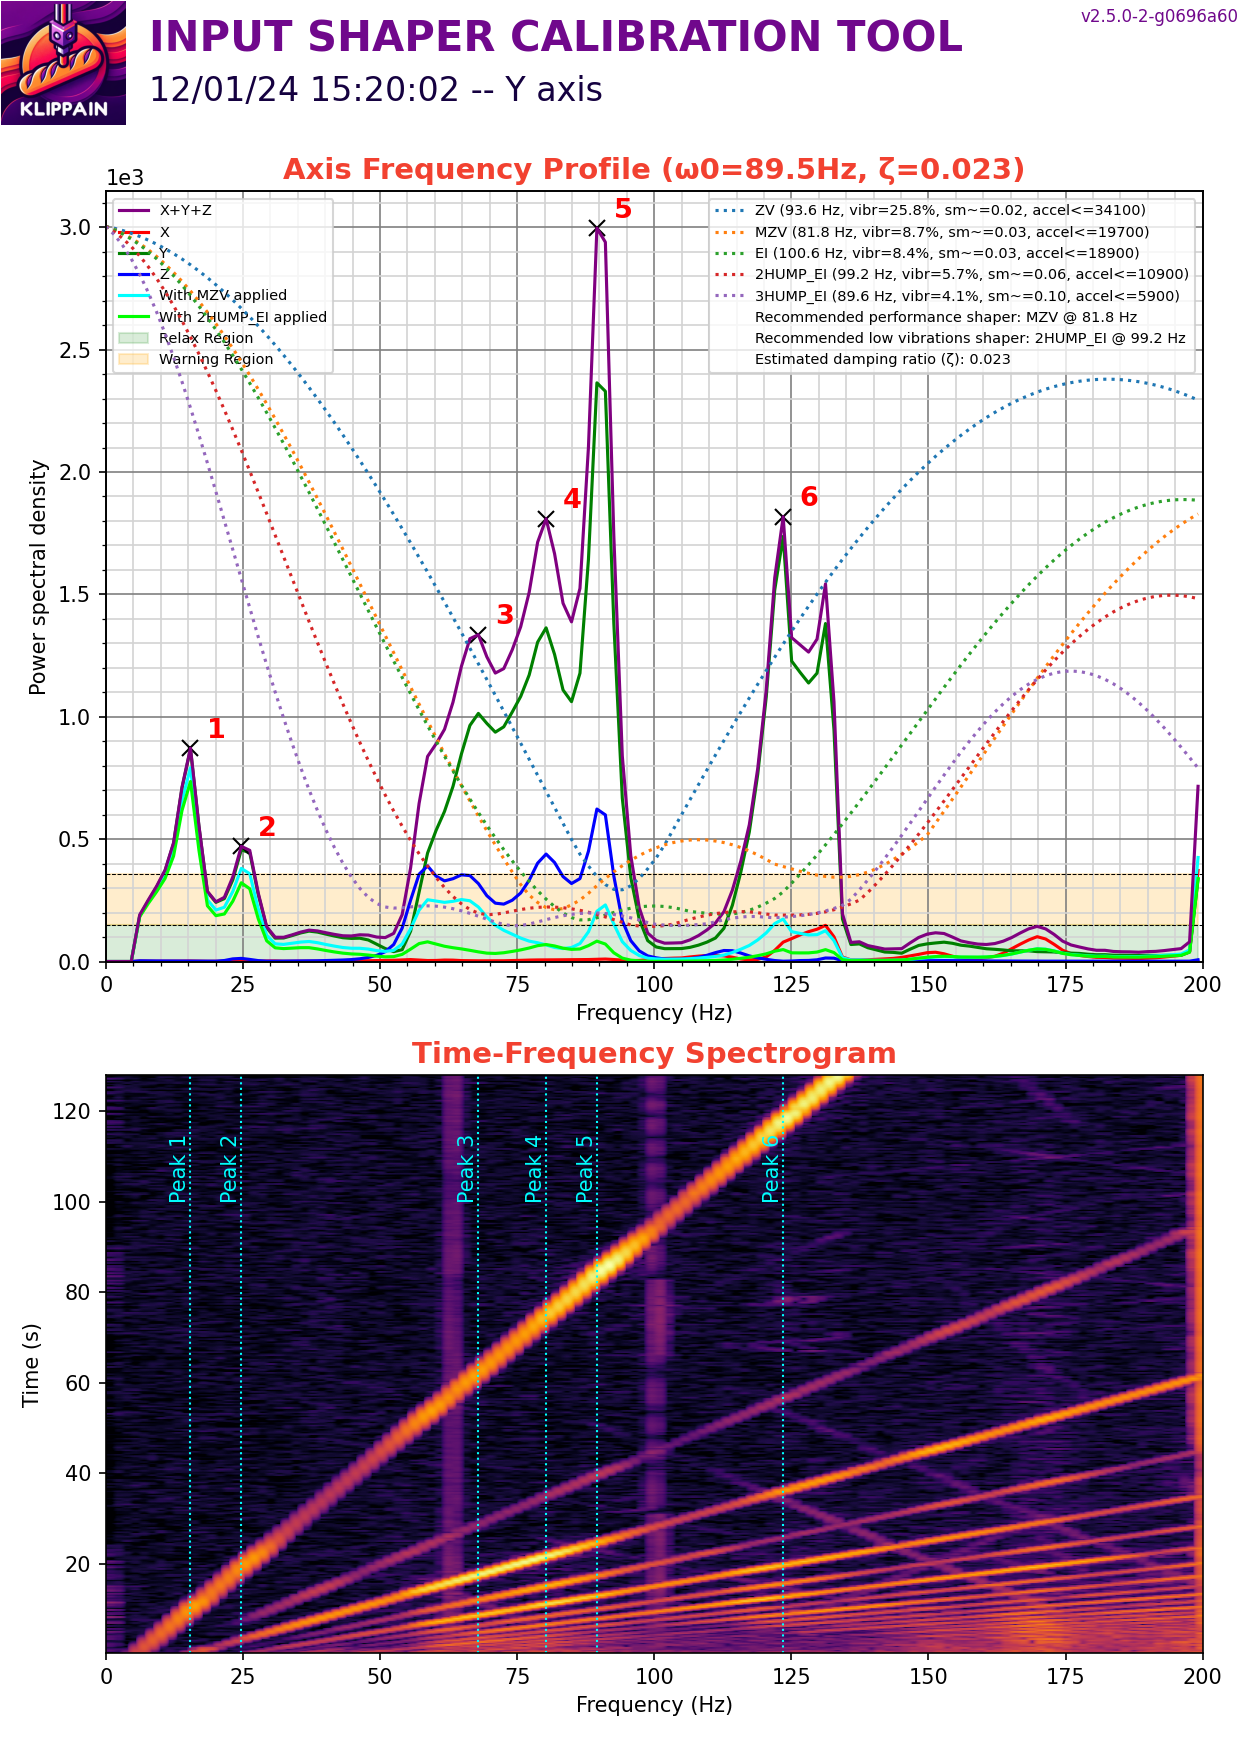 v2.5.0-2-g0696a60
INPUT SHAPER CALIBRATION TOOL
12/01/24 15:20:02 -- Y axis
KLIPPAIN
Axis Frequency Profile (ω0=89.5Hz, ζ=0.023)
1e3
X+Y+Z
X
Y
Z
With MZV applied
With 2HUMP_EI applied
Relax Region
Warning Region
ZV (93.6 Hz, vibr=25.8%, sm~=0.02, accel<=34100)
MZV (81.8 Hz, vibr=8.7%, sm~=0.03, accel<=19700)
EI (100.6 Hz, vibr=8.4%, sm~=0.03, accel<=18900)
2HUMP_EI (99.2 Hz, vibr=5.7%, sm~=0.06, accel<=10900)
3HUMP_EI (89.6 Hz, vibr=4.1%, sm~=0.10, accel<=5900)
Recommended performance shaper: MZV @ 81.8 Hz
Recommended low vibrations shaper: 2HUMP_EI @ 99.2 Hz
Estimated damping ratio (ζ): 0.023
1
2
3
4
5
6
Power spectral density
3.0
2.5
2.0
1.5
1.0
0.5
0.0
0 25 50 75 100 125 150 175 200
Frequency (Hz)
Time-Frequency Spectrogram
Time (s)
120
100
80
60
40
20
Peak 1
Peak 2
Peak 3
Peak 4
Peak 5
Peak 6
0 25 50 75 100 125 150 175 200
Frequency (Hz)